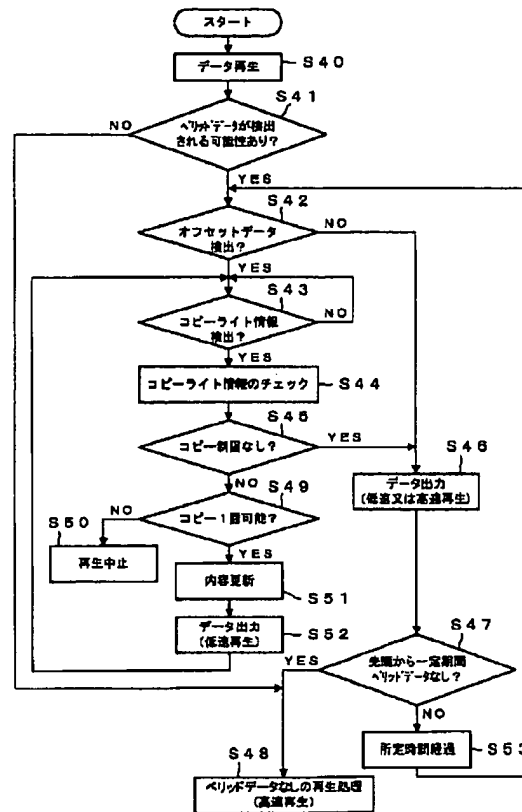 スタート
データ再生
S40
S41
ベリッドデータが検出
される可能性あり?
NO
YES
S42
オフセットデータ
検出?
NO
YES
S43
コピーライト情報
検出?
NO
YES
コピーライト情報のチェック
S44
S45
コピー制限なし?
YES
NO
S46
データ出力
(低速又は高速再生)
S49
コピー1回可能?
NO
S50
再生中止
YES
内容更新
S51
データ出力
(低速再生)
S52
S47
先頭から一定期間
ベリッドデータなし?
YES
NO
所定時間経過
S53
S48
ベリッドデータなしの再生処理
(高速再生)